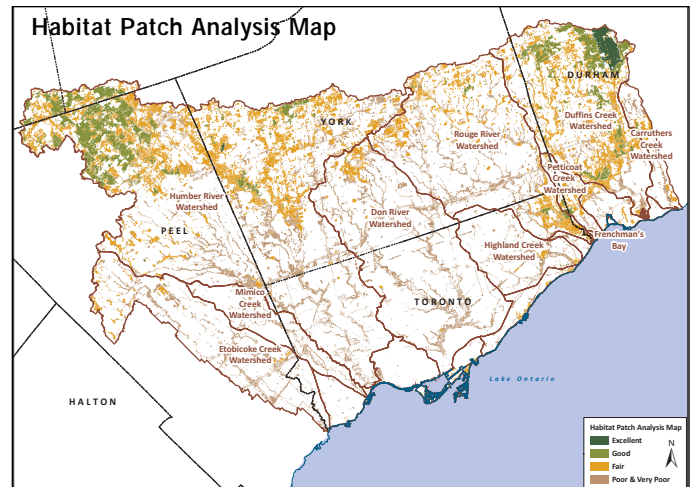 Habitat Patch Analysis Map
DURHAM
YORK
Duffins Creek
Watershed
Rouge River
Watershed
Carruthers
Creek
Watershed
Petticoat
Creek
Watershed
Humber River
Watershed
Don River
Watershed
PEEL
Frenchman's
Bay
Highland Creek
Watershed
Mimico
Creek
Watershed
TORONTO
Etobicoke Creek
Watershed
Lake Ontario
HALTON
Habitat Patch Analysis Map
Excellent
Good
Fair
Poor & Very Poor
N